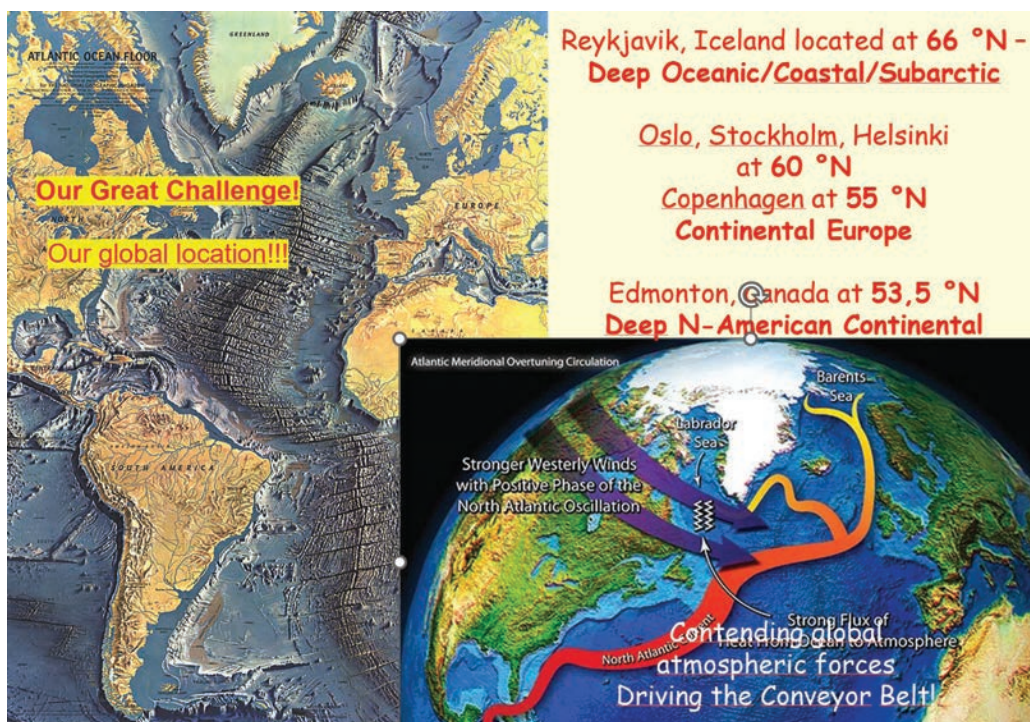 GREENLAND
ATLANTIC OCEAN FLOOR
Reykjavik, Iceland located at 66 °N –
Deep Oceanic/Coastal/Subarctic
Oslo, Stockholm, Helsinki
at 60 °N
Copenhagen at 55 °N
Continental Europe
Edmonton, Canada at 53,5 °N
Deep N-American Continental
Our Great Challenge!
NORTH
EUROPE
Our global location!!!
SOUTH AMERICA
Atlantic Meridional Overtuning Circulation
Barents
Sea
Labrador
Sea
Stronger Westerly Winds
with Positive Phase of the
North Atlantic Oscillation
Strong Flux of
Heat From Ocean to Atmosphere
North Atlantic Current
Contending global
atmospheric forces
Driving the Conveyor Belt!